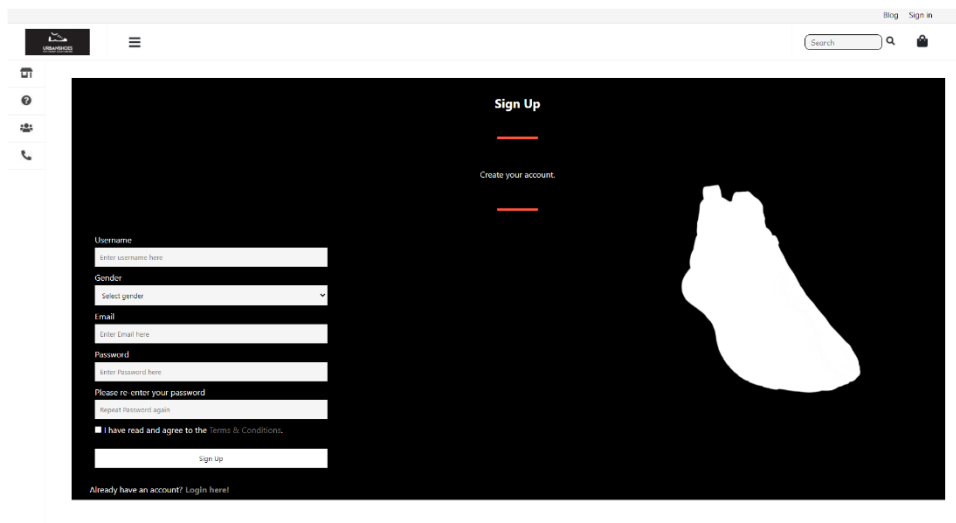 Blog Sign in
URBANSHOES
Search
Sign Up
Create your account.
Username
Enter username here
Gender
Select gender
Email
Enter Email here
Password
Enter Password here
Please re-enter your password
Repeat Password again
I have read and agree to the Terms & Conditions.
Sign Up
Already have an account? Login here!